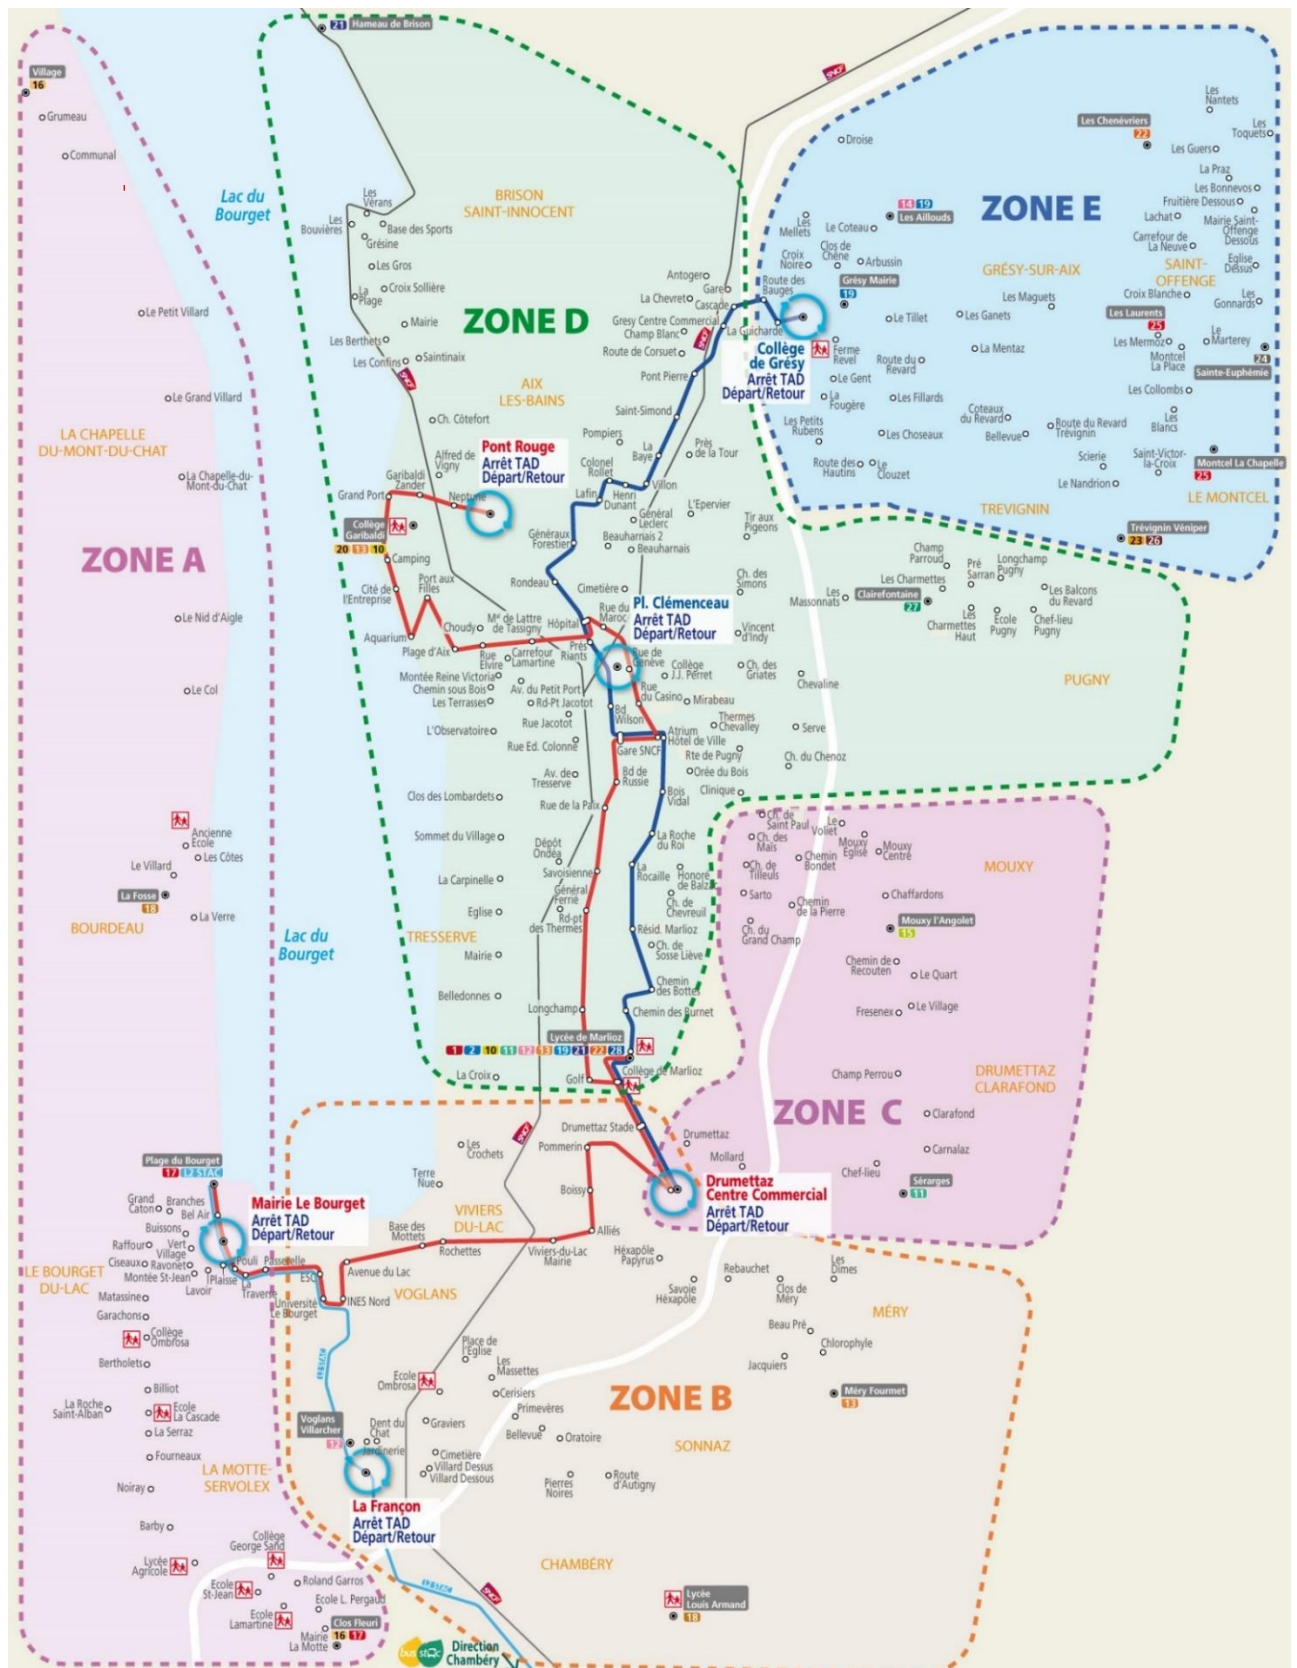 21 Hameau de Brison
SNCF
Village
16
Grumeau
Communal
Lac du
Bourget
Les
Vérans
Les
Bouvières
Base des Sports
Grésine
Les Gros
Croix Sollière
La
Plage
Mairie
Les Berthets
Saintinaix
Les Confins
SNCF
Ch. Côtefort
BRISON
SAINT-INNOCENT
ZONE D
AIX
LES-BAINS
Antoger
Gare
La Chevret
Cascade
Gresy Centre Commercial
Champ Blanc
La Guicharde
Route de Corsuet
SNCF
Pont Pierre
Saint-Simond
Pompiers
La
Baye
Près
de la Tour
Colonel
Rollet
Villon
Lafin
Henri
Dunant
L'Epervier
Général
Leclerc
Généraux
Forestier
Beauharnais 2
Beauharnais
Tir aux
Pigeons
Rondeau
Cimetière
Ch. des
Simons
Droise
Les
Nantets
Les Chenévriers
22
Les
Toquets
Les Guers
La Praz
Les Bonnevos
Fruitière Dessous
Lachat
Mairie Saint-
Offenge
Dessous
Carrefour de
La Neuve
Eglise
Dessus
ZONE E
14 19
Les Aillouds
Les
Mellets
Le Coteau
Clos de
Chêne
Croix
Noire
Arbussin
Route des
Bauges
Grésy Mairie
19
GRÉSY-SUR-AIX
SAINT-
OFFENGE
Croix Blanche
Les
Gonnards
Les Maguets
Le Tillet
Les Ganets
Les Laurents
25
Les Mermoz
Le
Marterey
24
Montcel
La Place
Sainte-Euphémie
La Mentaz
Collège
de Grésy
Arrêt TAD
Départ/Retour
Ferme
Revel
Route du
Revard
Le Gent
Les Collombs
La
Fougère
Les Fillards
Les Petits
Rubens
Les Choseaux
Coteaux
du Revard
Bellevue
Route du Revard
Trévignin
Les
Blancs
Scierie
Saint-Victor-
la-Croix
Montcel La Chapelle
25
Route des
Hautins
Le
Clouzet
Le Nandrion
LE MONTCEL
TREVIGNIN
Trévignin Véniper
23 26
Champ
Parroud
Pré
Sarran
Longchamp
Pugny
Les Charmettes
Les
Massonnats
Clairefontaine
27
Les Balcons
du Revard
Les
Charmettes
Haut
Ecole
Pugny
Chef-lieu
Pugny
PUGNY
Le Petit Villard
Le Grand Villard
LA CHAPELLE
DU-MONT-DU-CHAT
La Chapelle-du-
Mont-du-Chat
ZONE A
Le Nid d'Aigle
Le Col
Pont Rouge
Arrêt TAD
Départ/Retour
Alfred de
Vigny
Garibaldi
Zander
Grand Port
Neptune
Collège
Garibaldi
20 13 10
Camping
Cité de
l'Entreprise
Port aux
Filles
Aquarium
Plage d'Aix
Choudy
Mal de Lattre
de Tassigny
Hôpital
Rue du
Maroc
Pl. Clémenceau
Arrêt TAD
Départ/Retour
Vincent
d'Indy
Rue
Elvire
Carrefour
Lamartine
Prés
Riants
Rue de
Genève
Collège
J.J. Perret
Ch. des
Griates
Chevaline
Montée Reine Victoria
Chemin sous Bois
Les Terrasses
Av. du Petit Port
Rd-Pt Jacotot
Rue Jacotot
Rue
du Casino
Mirabeau
Bd
Wilson
Thermes
Chevalley
Serve
L'Observatoire
Rue Ed. Colonne
Atrium
Hôtel de Ville
Gare SNCF
Rte de Pugny
Ch. du Chenoz
Av. de
Tresserve
Bd de
Russie
Orée du Bois
Clinique
Clos des Lombardets
Rue de la Paix
Bois
Vidal
Sommet du Village
Dépôt
Ondéa
La Roche
du Roi
La Carpinelle
Savoisienne
La
Rocaille
Honoré
de Balzac
Général
Ferrié
Ch. de
Chevreuil
Eglise
Rd-pt
des Thermes
Résid. Marlioz
TRESSERVE
Mairie
Ch. de
Sosse Liève
Belledonnes
Chemin
des Bottes
Longchamp
Chemin des Burnet
Lycée de Marlioz
1 2 10 11 12 13 19 21 22 28
La Croix
Golf
Collège de Marlioz
Ancienne
Ecole
Les Côtes
Le Villard
La Fosse
18
La Verre
BOURDEAU
Lac du
Bourget
Ch. de
Saint Paul
Le
Voliet
Ch. des
Mais
Mouxy
Eglise
Mouxy
Centre
Chemin
Bondet
Ch. de
Tilleuls
MOUXY
Sarto
Chemin
de la Pierre
Chaffardons
Ch. du
Grand Champ
Mouxy l'Angolet
15
Chemin de
Recouten
Le Quart
Fresenex
Le Village
Champ Perrou
DRUMETTAZ
CLARAFOND
ZONE C
Clarafond
Carnalaz
Chef-lieu
Sérarges
11
Drumettaz Stade
Drumettaz
Mollard
Drumettaz
Centre Commercial
Arrêt TAD
Départ/Retour
SNCF
Pommerin
Les
Crochets
Terre
Nue
Boissy
VIVIERS
DU-LAC
Alliés
Base des
Mottets
Rochettes
Viviers-du-Lac
Mairie
Plage du Bourget
17 L2 STAC
Grand
Caton
Branches
Bel Air
Mairie Le Bourget
Arrêt TAD
Départ/Retour
Buissons
Raffour
Vert
Village
Ciseaux
Ravonet
Montée St-Jean
Pouli
Passerelle
Plaisse
Lavoir
La
Traverse
ESC
Avenue du Lac
Université
Le Bourget
INES Nord
VOGLANS
LE BOURGET
DU-LAC
Matassine
Garachons
Collège
Ombrosa
Bertholets
Billiot
La Roche
Saint-Alban
Ecole
La Cascade
La Serraz
Fourneaux
LA MOTTE-
SERVOLEX
Noiray
Barby
Lycée
Agricole
Collège
George Sand
Ecole
St-Jean
Roland Garros
Ecole L. Pergaud
Ecole
Lamartine
Clos Fleuri
16 17
Mairie
La Motte
Héxapôle
Papyrus
Savoie
Héxapôle
Rebauchet
Clos de
Méry
Les
Dîmes
MÉRY
Beau Pré
Chlorophyle
Jacquiers
Méry Fourmet
13
Place de
l'Eglise
Les
Massettes
Ecole
Ombrosa
Cerisiers
ZONE B
Primevères
Bellevue
Oratoire
SONNAZ
Voglans
Villarcher
12
Dent du
Chat
Jardinerie
Graviers
Cimetière
Villard Dessus
Villard Dessous
Pierres
Noires
Route
d'Autigny
La Françon
Arrêt TAD
Départ/Retour
CHAMBÉRY
SNCF
Lycée
Louis Armand
18
bus stac
Direction
Chambéry